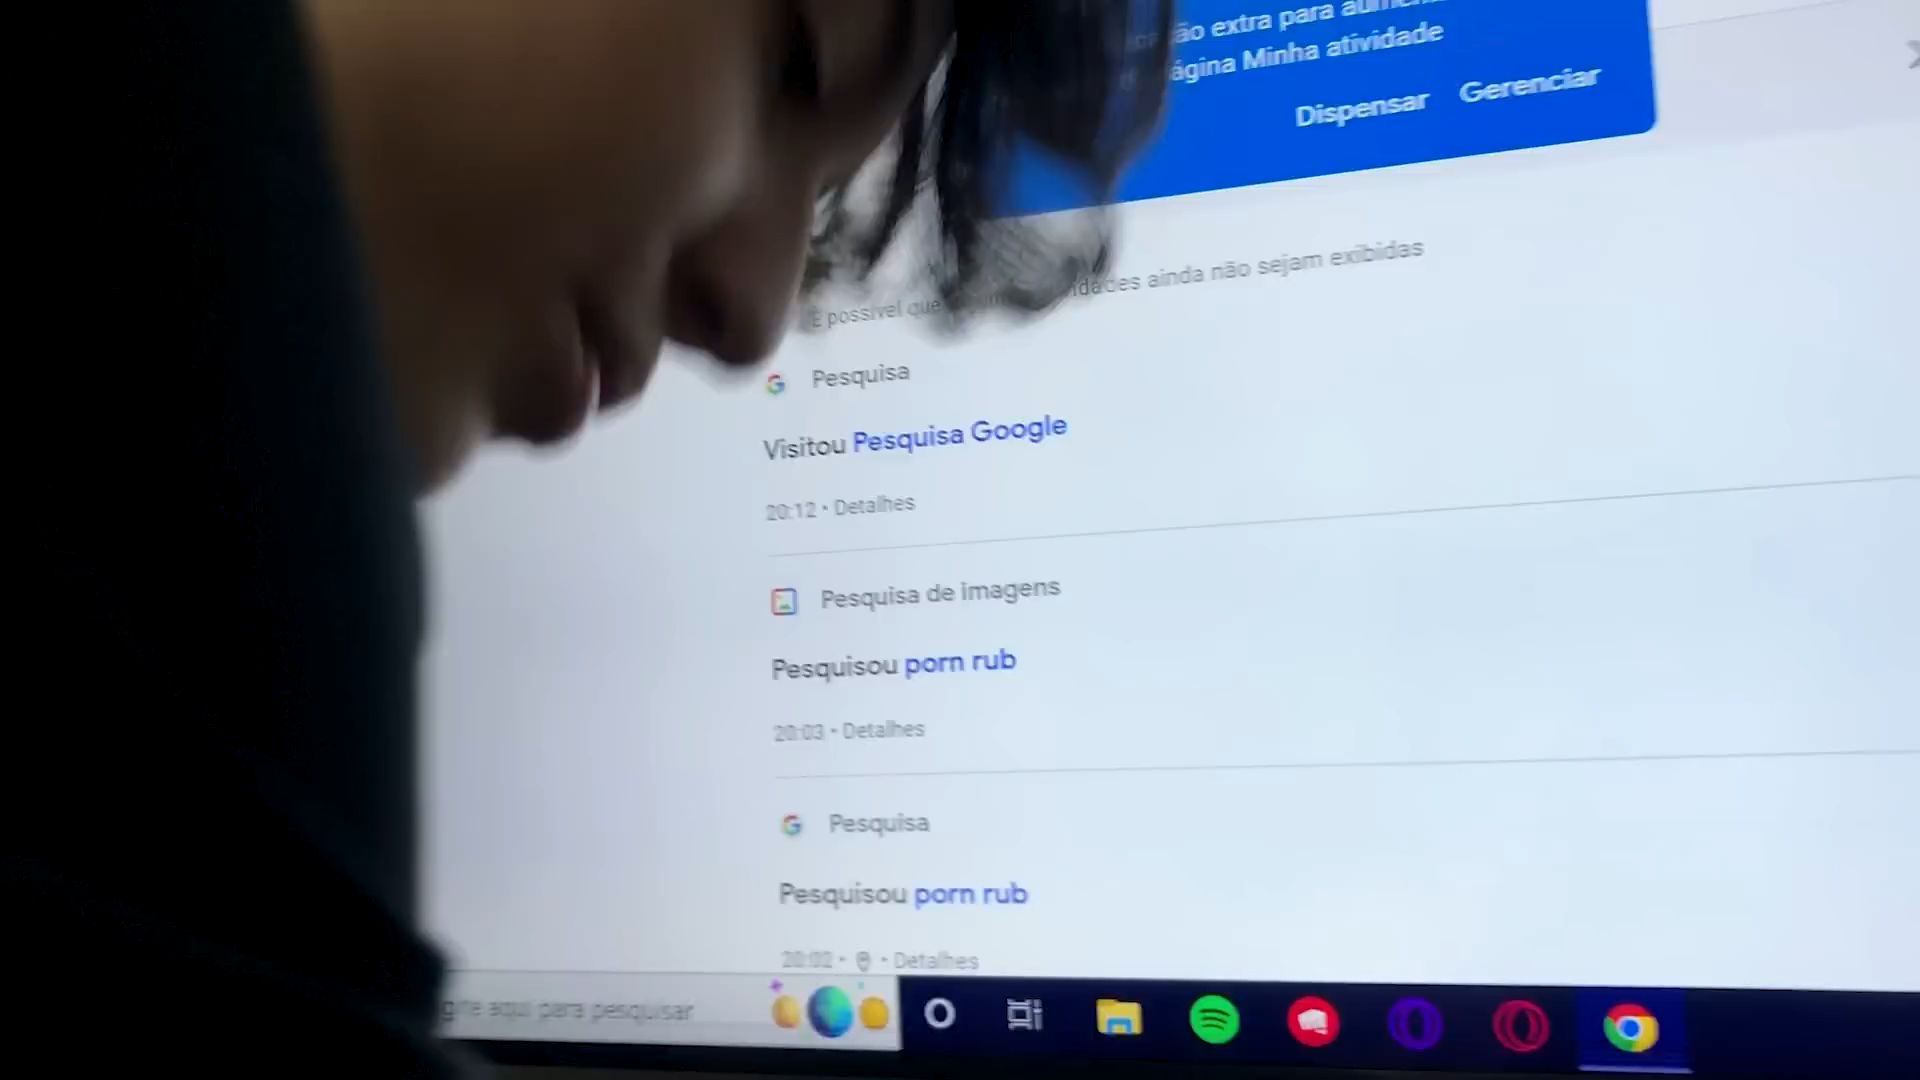 ão extra para
ágina Minha atividade
Dispensar Gerenciar
É possível que ainda não sejam exibidas
Pesquisa
Visitou Pesquisa Google
20:12 • Detalhes
Pesquisa de imagens
Pesquisou porn rub
20:03 • Detalhes
Pesquisa
Pesquisou porn rub
20:02 • Detalhes
aqui para pesquisar